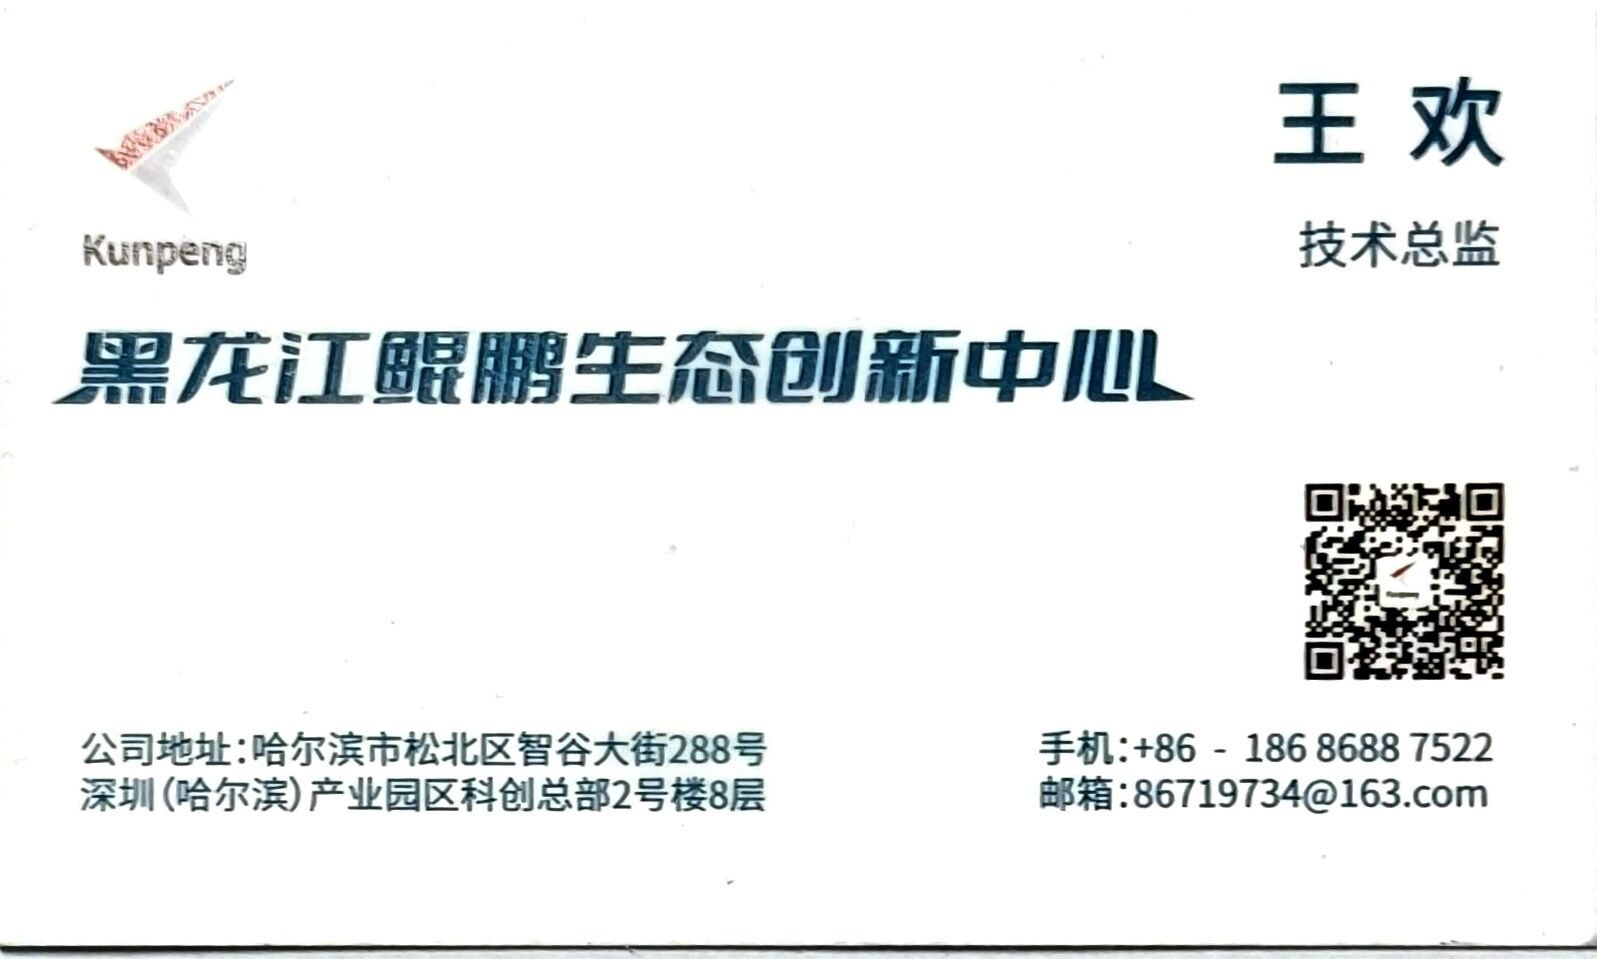 王 欢
技术总监
Kunpeng
黑龙江鲲鹏生态创新中心
公司地址：哈尔滨市松北区智谷大街288号
深圳（哈尔滨）产业园区科创总部2号楼8层
手机：+86 - 186 8688 7522
邮箱：86719734@163.com